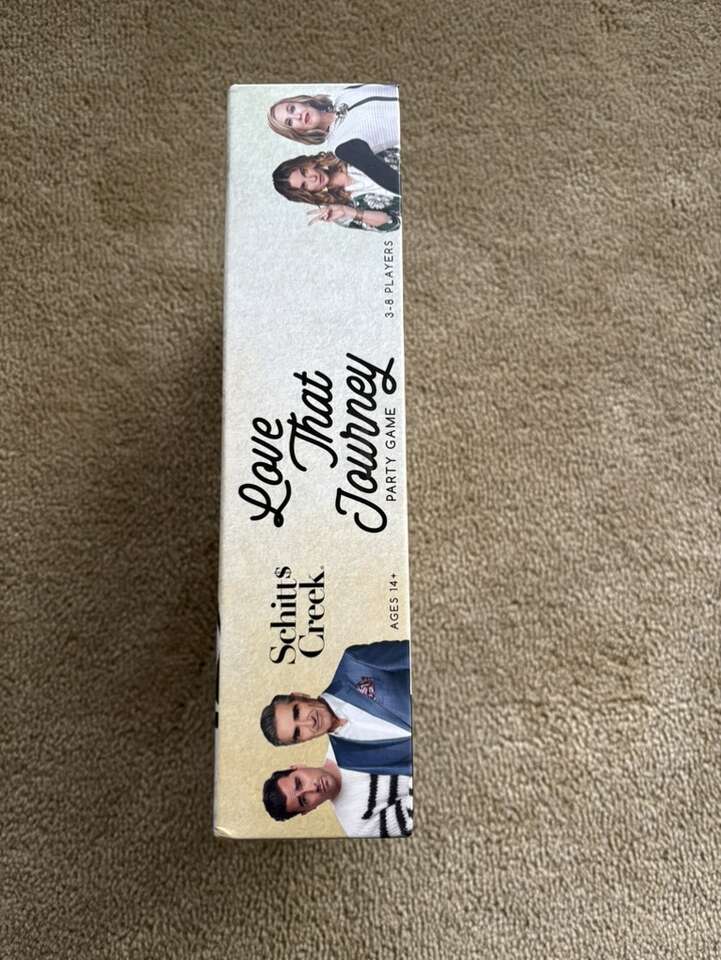 Schitt$
Creek
AGES 14+
Love
That
Journey
PARTY GAME
3-8 PLAYERS